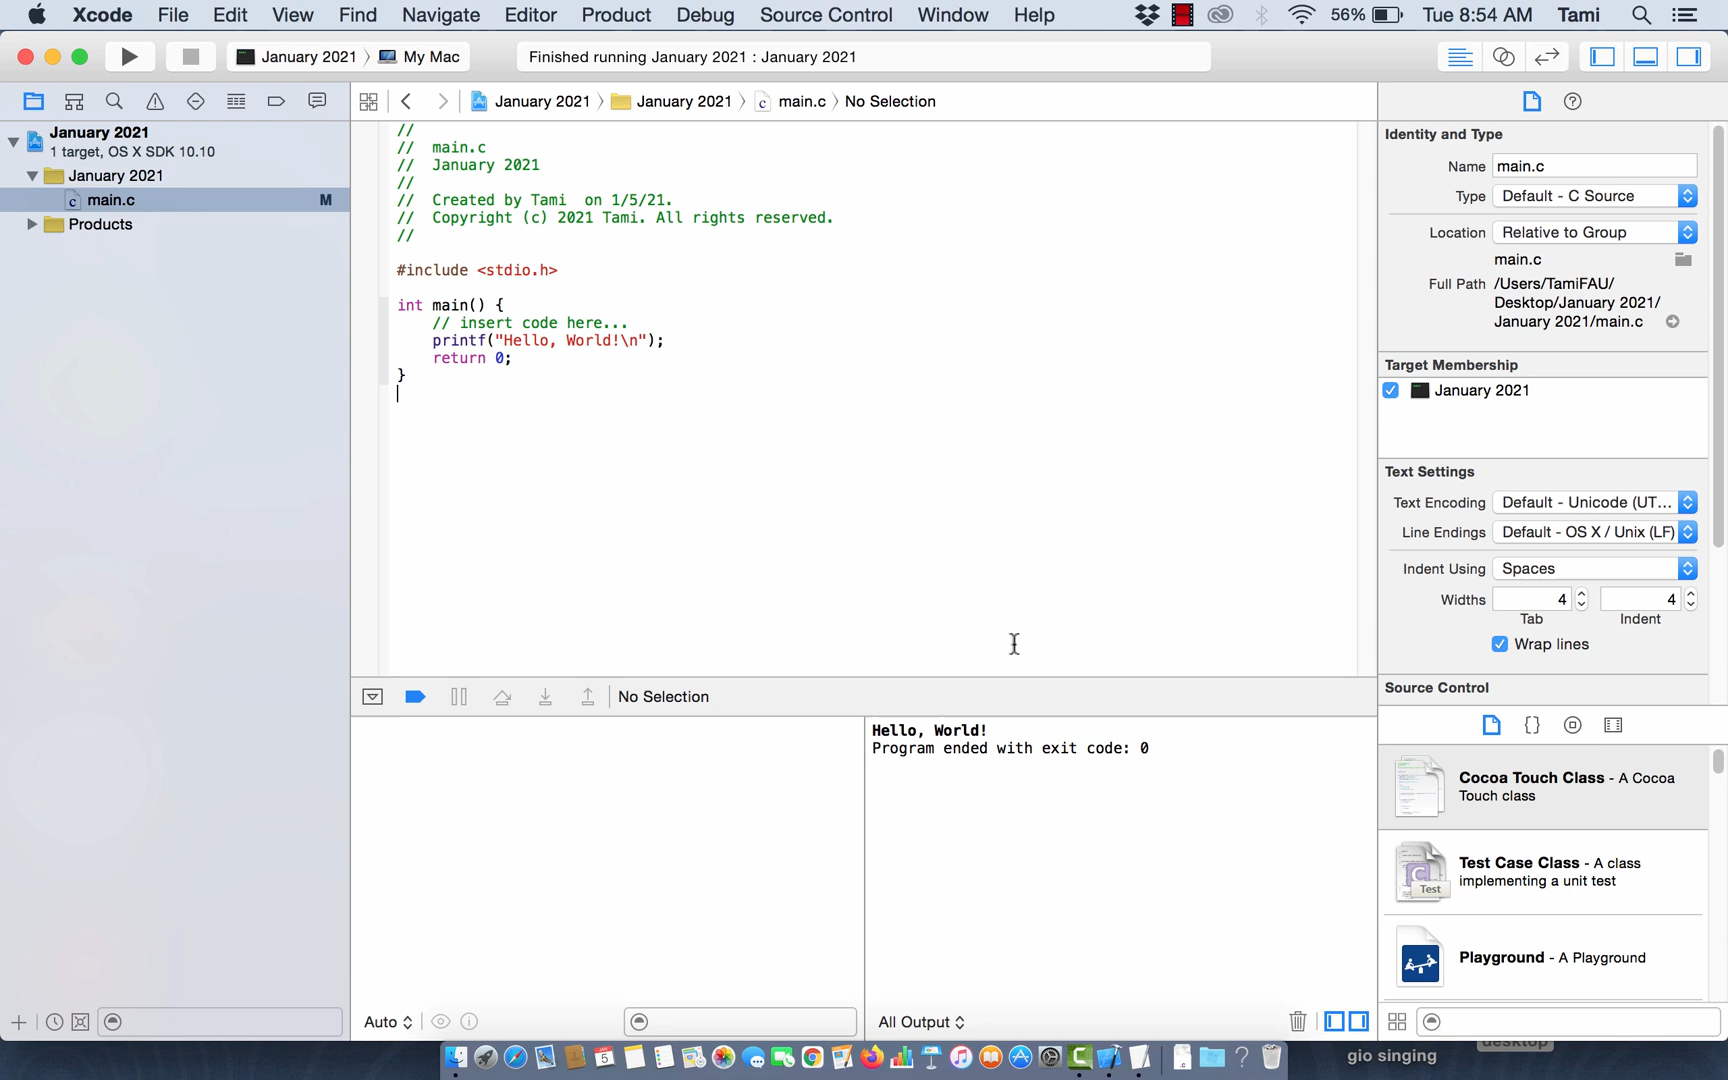 Xcode File Edit View Find Navigate Editor Product Debug Source Control Window Help 56% Tue 8:54 AM Tami
January 2021 My Mac Finished running January 2021 : January 2021
January 2021 January 2021 main.c No Selection
January 2021
1 target, OS X SDK 10.10
January 2021
main.c M
Products
//
// main.c
// January 2021
//
// Created by Tami  on 1/5/21.
// Copyright (c) 2021 Tami. All rights reserved.
//
#include <stdio.h>
int main() {
// insert code here...
printf("Hello, World!\n");
return 0;
}
No Selection
Hello, World!
Program ended with exit code: 0
Auto
All Output
Identity and Type
Name main.c
Type Default - C Source
Location Relative to Group
main.c
Full Path /Users/TamiFAU/
Desktop/January 2021/
January 2021/main.c
Target Membership
January 2021
Text Settings
Text Encoding Default - Unicode (UT...
Line Endings Default - OS X / Unix (LF)
Indent Using Spaces
Widths 4 4
Tab Indent
Wrap lines
Source Control
{}
Cocoa Touch Class - A Cocoa
Touch class
Test
Test Case Class - A class
implementing a unit test
Playground - A Playground
gio singing
desktop